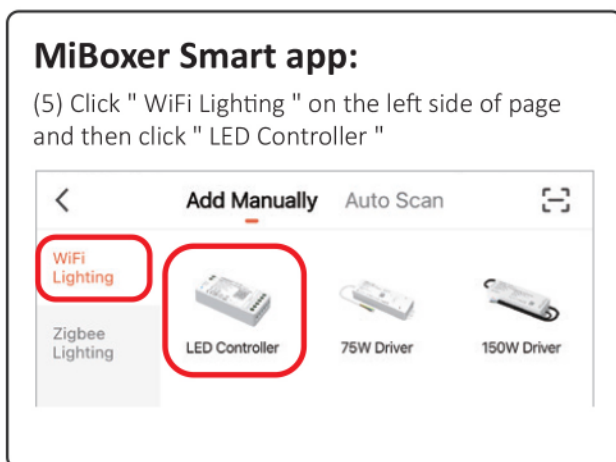 MiBoxer Smart app:
(5) Click " WiFi Lighting " on the left side of page
and then click " LED Controller "
Add Manually Auto Scan
WiFi
Lighting
Zigbee
Lighting
LED Controller 75W Driver 150W Driver